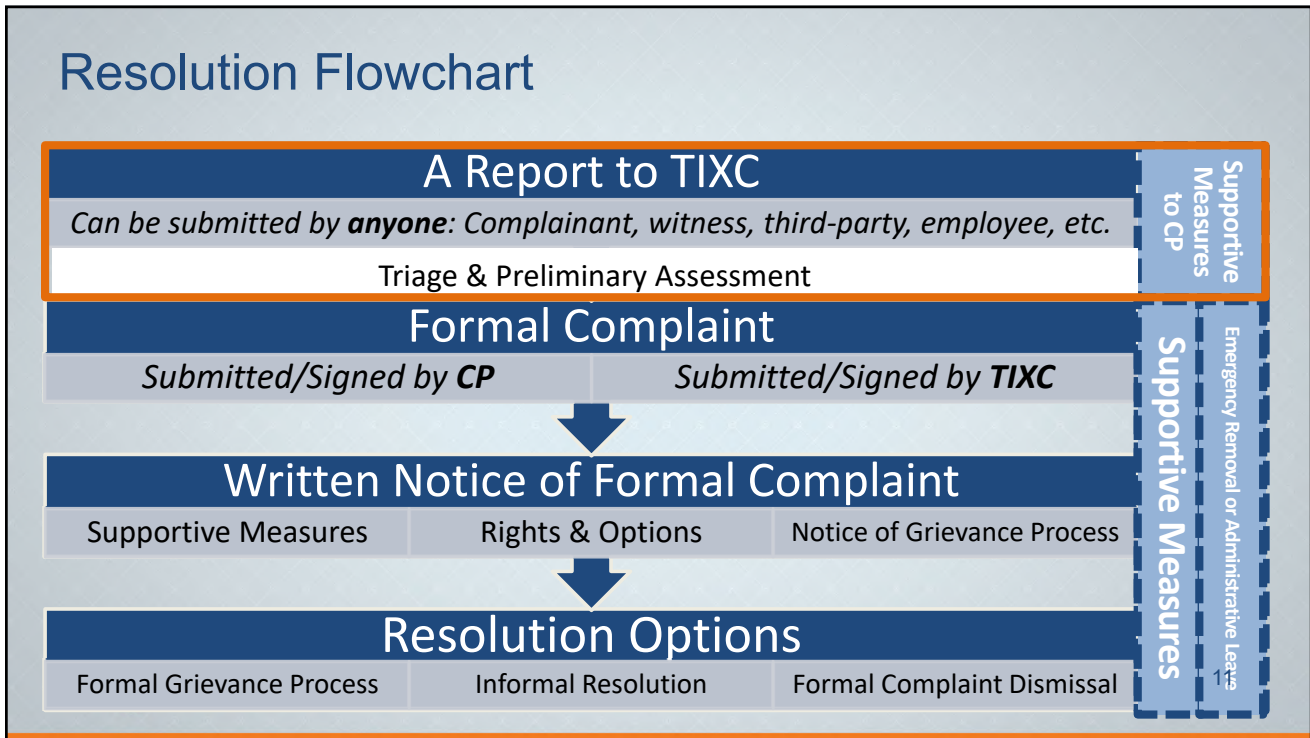 Resolution Flowchart
A Report to TIXC
Can be submitted by anyone: Complainant, witness, third-party, employee, etc.
Triage & Preliminary Assessment
Supportive
Measures
to CP
Formal Complaint
Submitted/Signed by CP
Submitted/Signed by TIXC
Written Notice of Formal Complaint
Supportive Measures
Rights & Options
Notice of Grievance Process
Resolution Options
Formal Grievance Process
Informal Resolution
Formal Complaint Dismissal
Supportive Measures
Emergency Removal or Administrative Leave